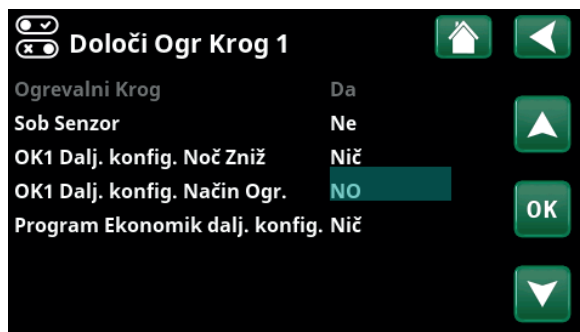 Določi Ogr Krog 1
Ogrevalni Krog Da
Sob Senzor Ne
OK1 Dalj. konfig. Noč Zniž Nič
OK1 Dalj. konfig. Način Ogr. NO
Program Ekonomik dalj. konfig. Nič
OK